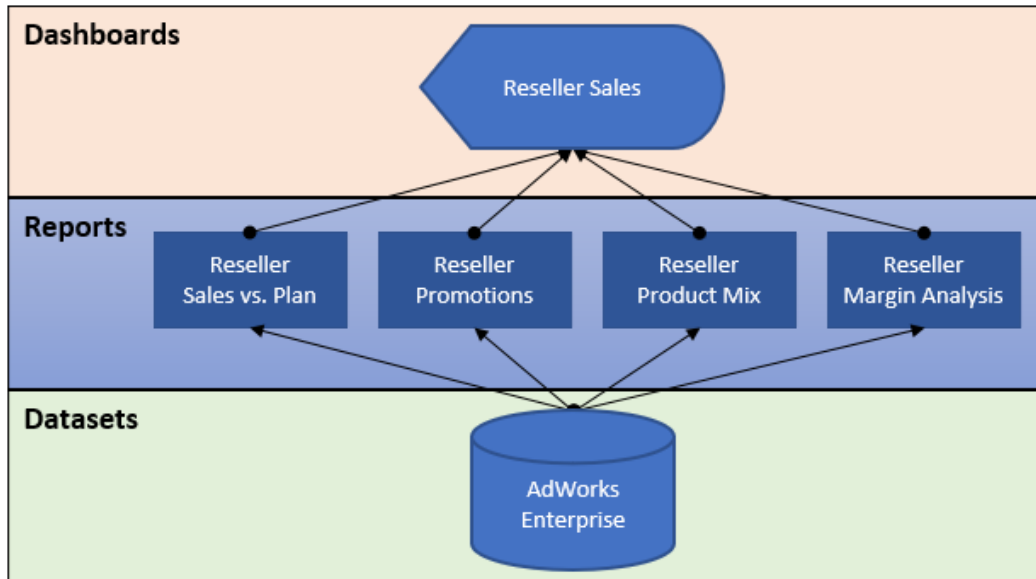 Dashboards
Reseller Sales
Reports
Reseller
Sales vs. Plan
Reseller
Promotions
Reseller
Product Mix
Reseller
Margin Analysis
Datasets
AdWorks
Enterprise